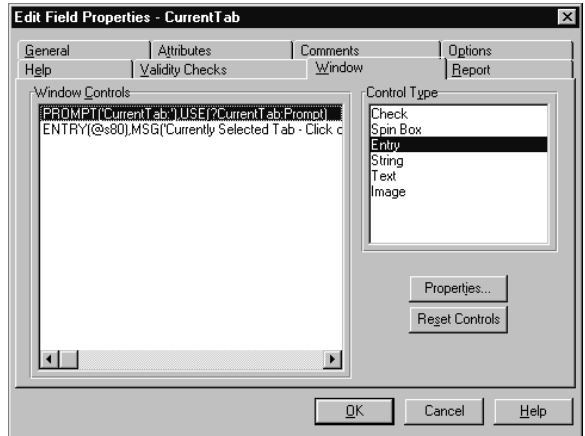 Edit Field Properties - CurrentTab
General Attributes Comments Options
Help Validity Checks Window Report
Window Controls
PROMPT('CurrentTab:'),USE(?CurrentTab:Prompt)
ENTRY(@s80),MSG('Currently Selected Tab - Click
Control Type
Check
Spin Box
Entry
String
Text
Image
Properties...
Reset Controls
OK Cancel Help